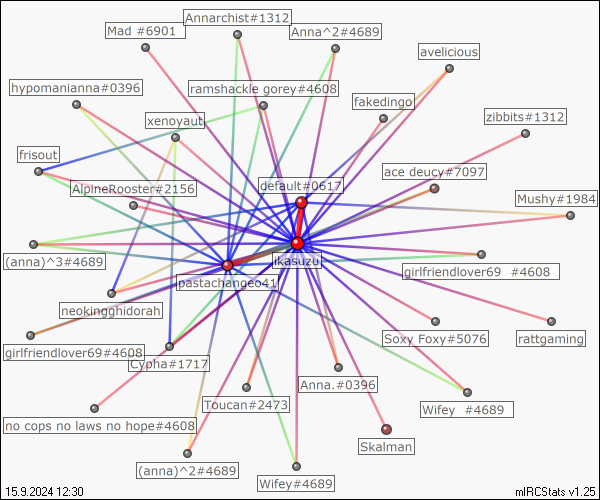 Annarchist#1312
Mad #6901
Anna^2#4689
avelicious
hypomanianna#0396
ramshackle gorey#4608
fakedingo
xenoyaut
zibbits#1312
frisout
ace deucy#7097
AlpineRooster#2156
default#0617
Mushy#1984
(anna)^3#4689
ikasuzu
girlfriendlover69 #4608
pastachangeo41
neokingghidorah
Soxy Foxy#5076
rattgaming
girlfriendlover69#4608
Cypha#1717
Anna.#0396
Toucan#2473
Wifey #4689
no cops no laws no hope#4608
Skalman
(anna)^2#4689
Wifey#4689
15.9.2024 12:30
mIRCStats v1.25